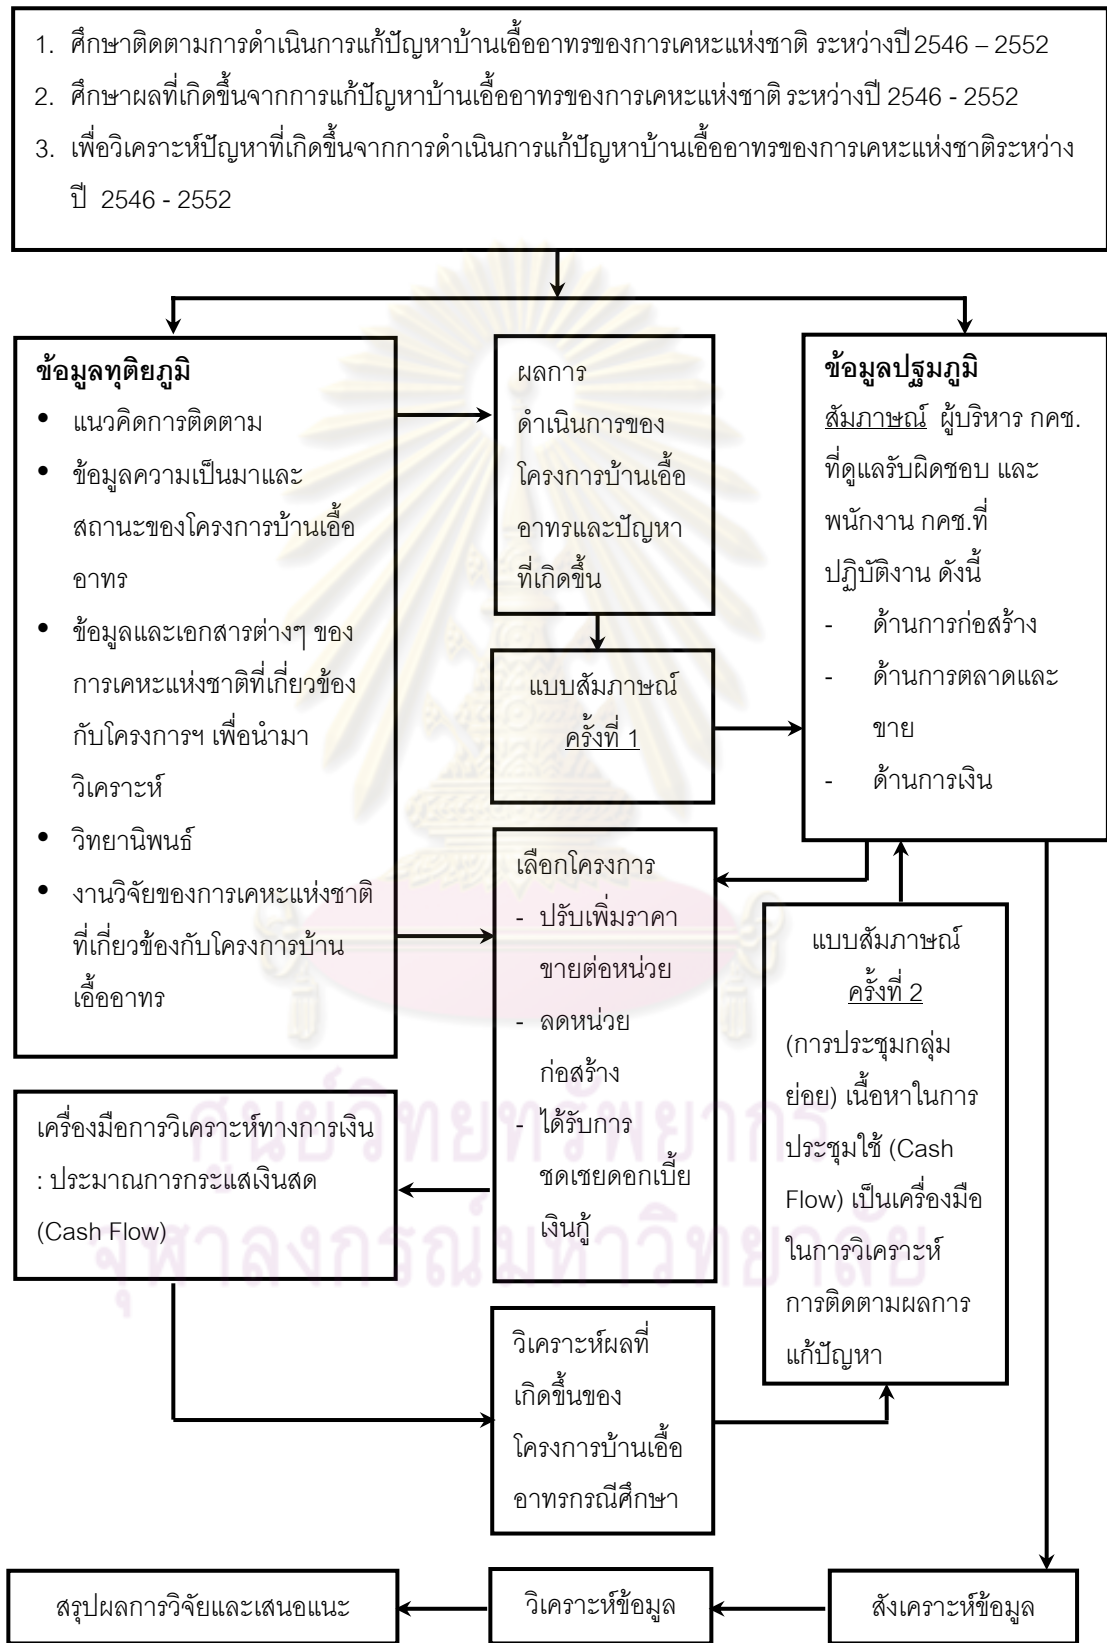 1. ศึกษาติดตามการดำเนินการแก้ปัญหาบ้านเอื้ออาทรของการเคหะแห่งชาติ ระหว่างปี 2546 – 2552
2. ศึกษาผลที่เกิดขึ้นจากการแก้ปัญหาบ้านเอื้ออาทรของการเคหะแห่งชาติ ระหว่างปี 2546 - 2552
3. เพื่อวิเคราะห์ปัญหาที่เกิดขึ้นจากการดำเนินการแก้ปัญหาบ้านเอื้ออาทรของการเคหะแห่งชาติระหว่าง
ปี 2546 - 2552
ข้อมูลทุติยภูมิ
• แนวคิดการติดตาม
• ข้อมูลความเป็นมาและ
สถานะของโครงการบ้านเอื้อ
อาทร
• ข้อมูลและเอกสารต่างๆ ของ
การเคหะแห่งชาติที่เกี่ยวข้อง
กับโครงการฯ เพื่อนำมา
วิเคราะห์
• วิทยานิพนธ์
• งานวิจัยของการเคหะแห่งชาติ
ที่เกี่ยวข้องกับโครงการบ้าน
เอื้ออาทร
ผลการ
ดำเนินการของ
โครงการบ้านเอื้อ
อาทรและปัญหา
ที่เกิดขึ้น
แบบสัมภาษณ์
ครั้งที่ 1
ข้อมูลปฐมภูมิ
สัมภาษณ์ ผู้บริหาร กคช.
ที่ดูแลรับผิดชอบ และ
พนักงาน กคช.ที่
ปฏิบัติงาน ดังนี้
- ด้านการก่อสร้าง
- ด้านการตลาดและ
ขาย
- ด้านการเงิน
เลือกโครงการ
- ปรับเพิ่มราคา
ขายต่อหน่วย
- ลดหน่วย
ก่อสร้าง
- ได้รับการ
ชดเชยดอกเบี้ย
เงินกู้
แบบสัมภาษณ์
ครั้งที่ 2
(การประชุมกลุ่ม
ย่อย) เนื้อหาในการ
ประชุมใช้ (Cash
Flow) เป็นเครื่องมือ
ในการวิเคราะห์
การติดตามผลการ
แก้ปัญหา
เครื่องมือการวิเคราะห์ทางการเงิน
: ประมาณการกระแสเงินสด
(Cash Flow)
วิเคราะห์ผลที่
เกิดขึ้นของ
โครงการบ้านเอื้อ
อาทรกรณีศึกษา
สรุปผลการวิจัยและเสนอแนะ
วิเคราะห์ข้อมูล
สังเคราะห์ข้อมูล
ศูนย์วิทยทรัพยากร
จุฬาลงกรณ์มหาวิทยาลัย